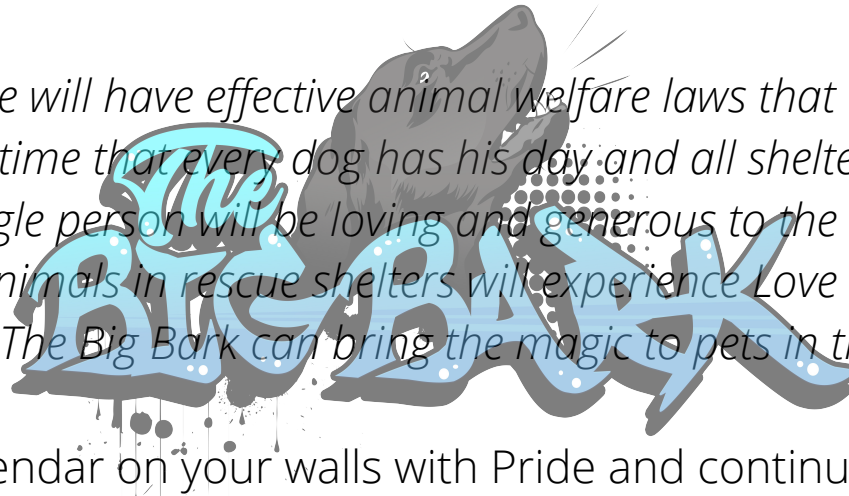 The
BIG BARK
e will have effective animal welfare laws that
time that every dog has his day and all shelte
gle person will be loving and generous to the
nimals in rescue shelters will experience Love
The Big Bark can bring the magic to pets in t
endar on your walls with Pride and continu